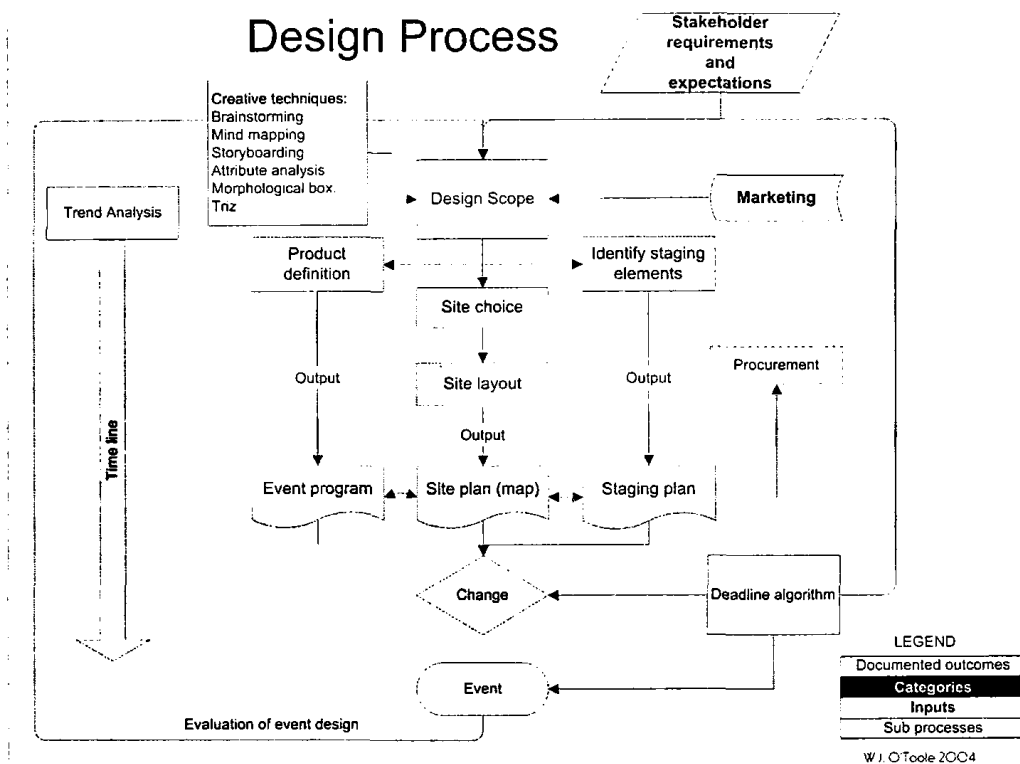 Design Process
Stakeholder
requirements
and
expectations
Creative techniques:
Brainstorming
Mind mapping
Storyboarding
Attribute analysis
Morphological box.
Tnz
Trend Analysis
Design Scope
Marketing
Product
definition
Identify staging
elements
Site choice
Procurement
Output
Site layout
Output
Output
Time line
Event program
Site plan (map)
Staging plan
Change
Deadline algorithm
LEGEND
Documented outcomes
Categories
Inputs
Sub processes
Event
Evaluation of event design
W.J. O'Toole 2004